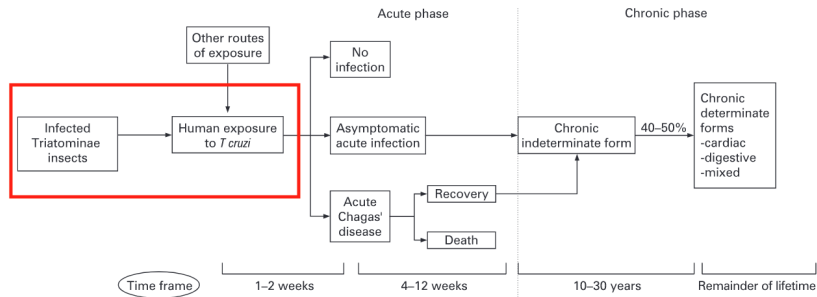 Acute phase
Chronic phase
Other routes
of exposure
No
infection
Infected
Triatominae
insects
Human exposure
to T cruzi
Asymptomatic
acute infection
Chronic
indeterminate form
40–50%
Chronic
determinate
forms
-cardiac
-digestive
-mixed
Acute
Chagas'
disease
Recovery
Death
Time frame
1–2 weeks
4–12 weeks
10–30 years
Remainder of lifetime